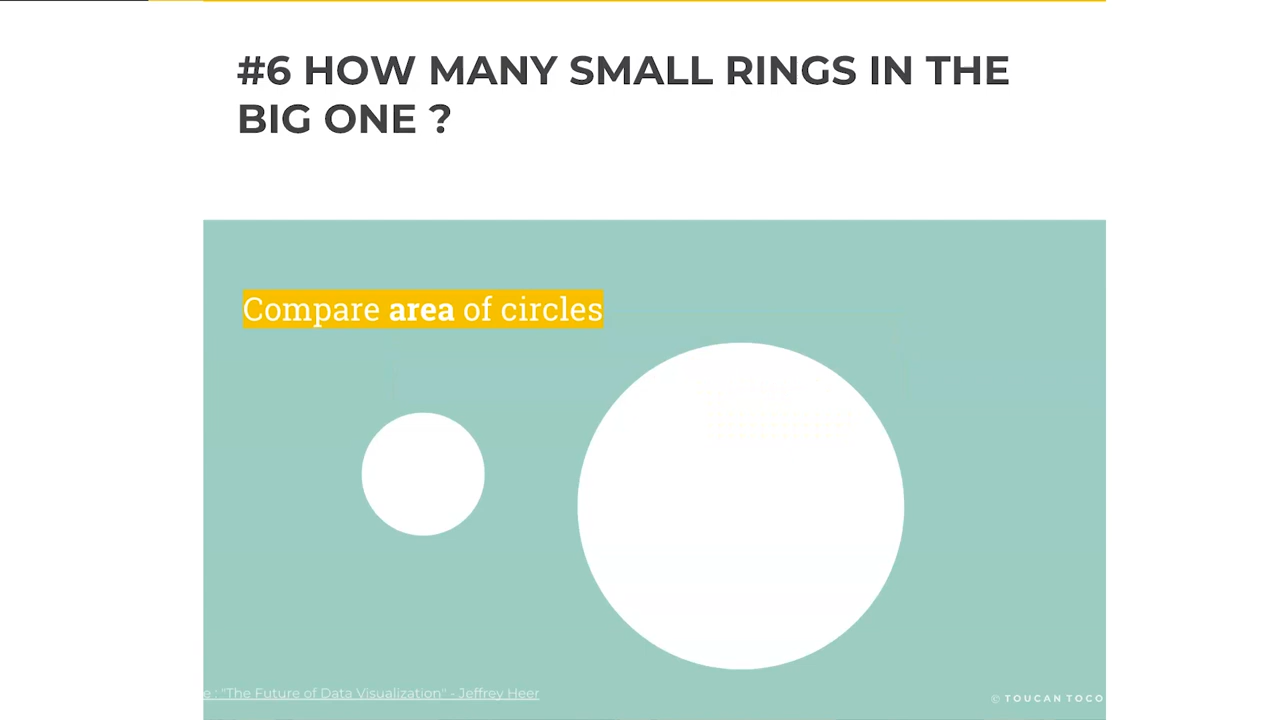 #6 HOW MANY SMALL RINGS IN THE
BIG ONE ?
Compare area of circles
e : "The Future of Data Visualization" - Jeffrey Heer
© TOUCAN TOCO